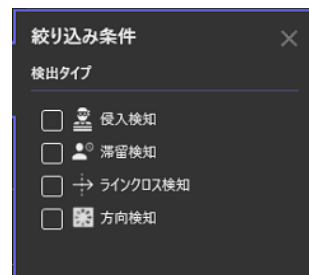 絞り込み条件
検出タイプ
侵入検知
滞留検知
ラインクロス検知
方向検知